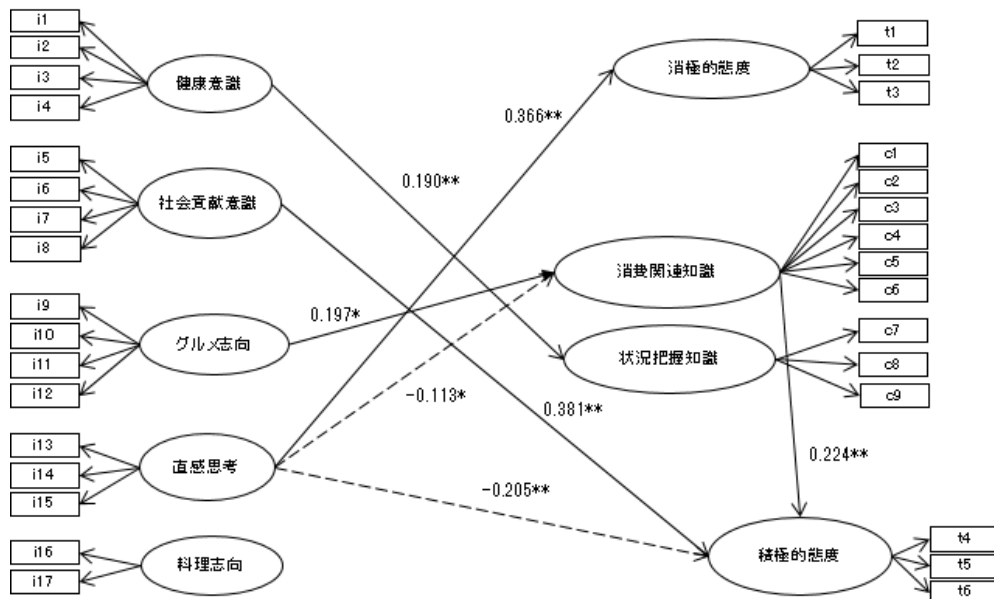 i1
i2
i3
i4
健康意識
i5
i6
i7
i8
社会貢献意識
i9
i10
i11
i12
グルメ志向
i13
i14
i15
直感思考
i16
i17
料理志向
0.366**
0.190**
0.197*
-0.113*
0.381**
-0.205**
0.224**
消極的態度
t1
t2
t3
消費関連知識
c1
c2
c3
c4
c5
c6
状況把握知識
c7
c8
c9
積極的態度
t4
t5
t6